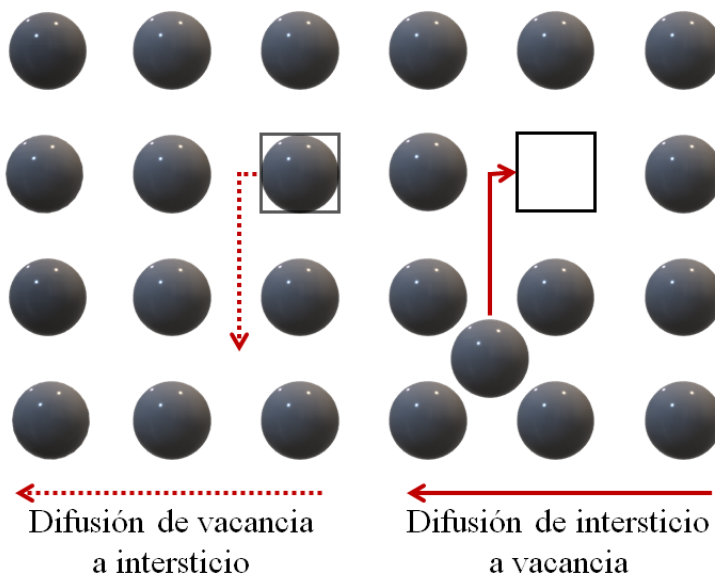 Difusión de vacancia
a intersticio
Difusión de intersticio
a vacancia